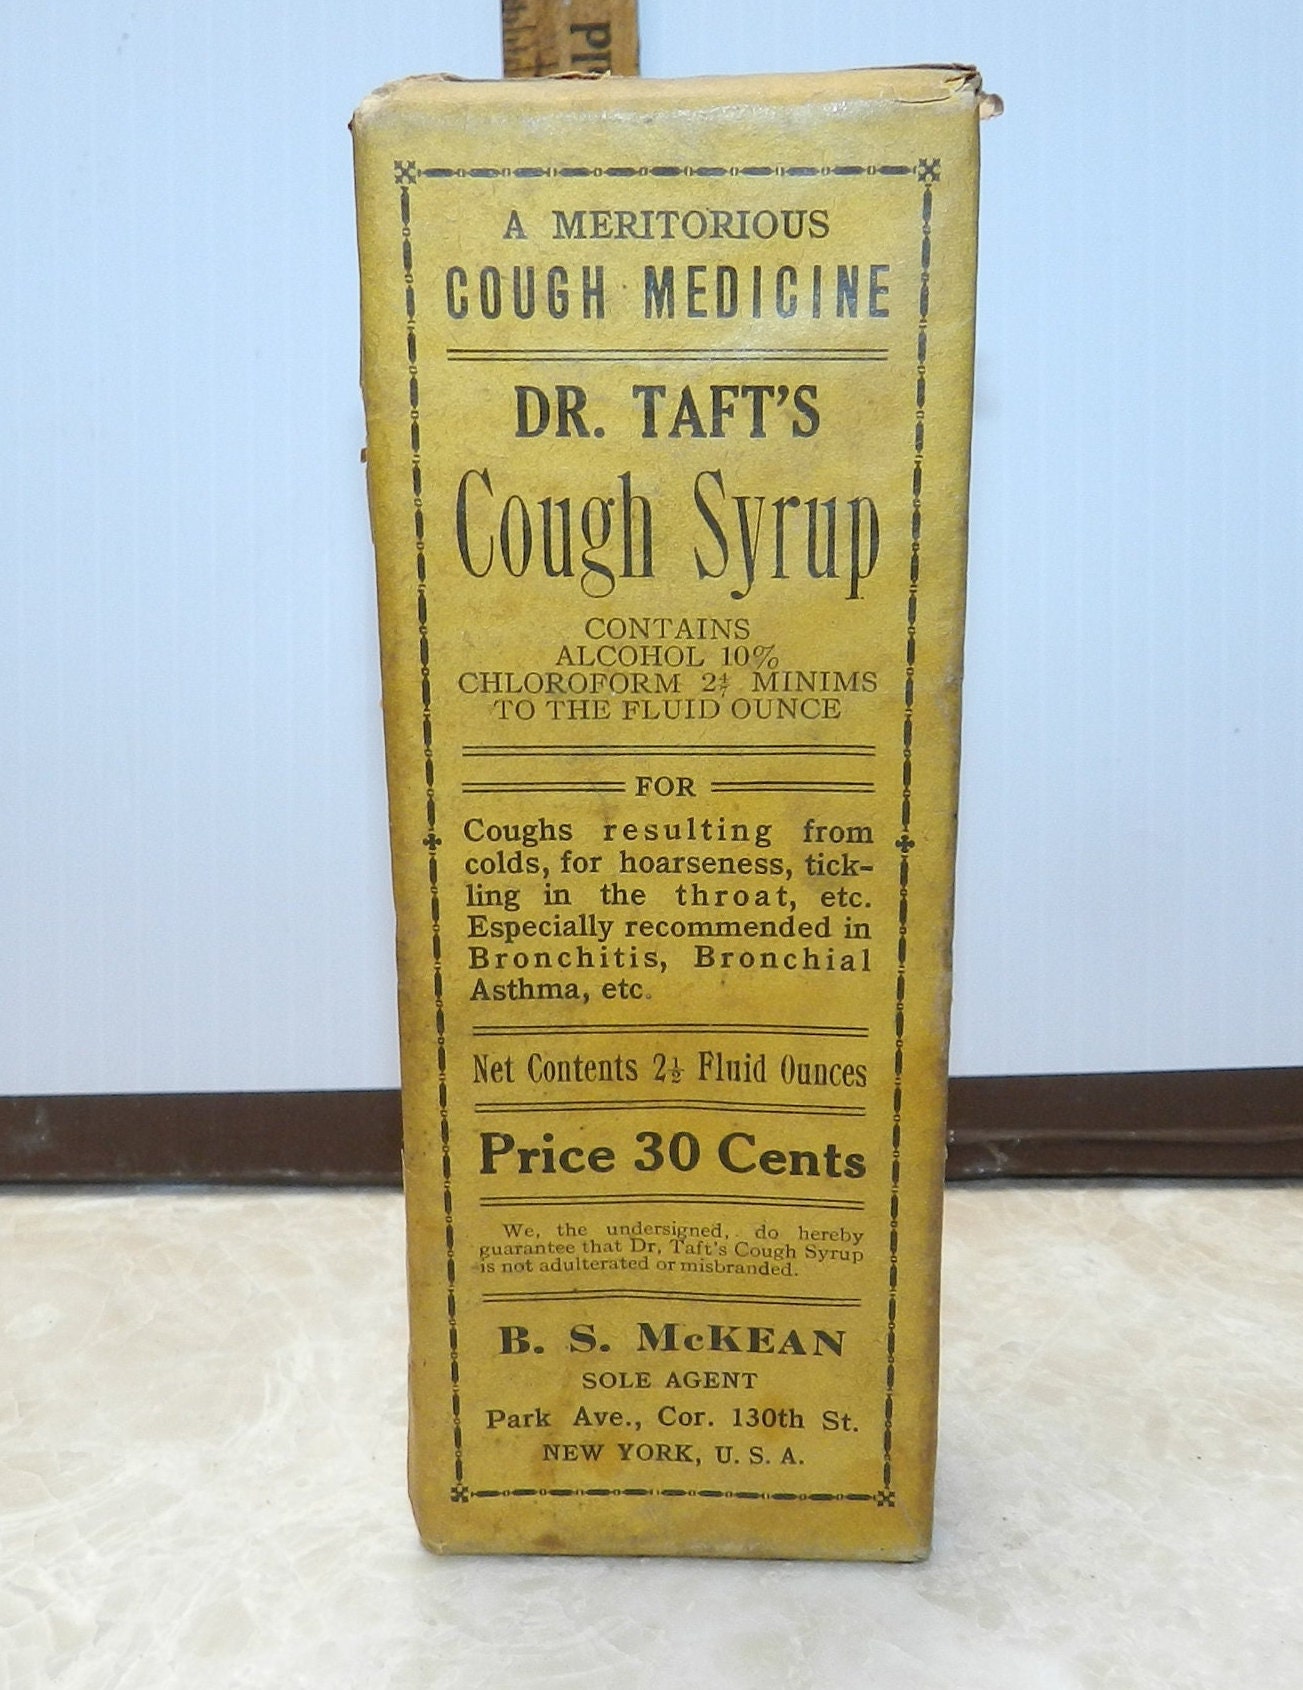 A MERITORIOUS
COUGH MEDICINE
DR. TAFT'S
Cough Syrup
CONTAINS
ALCOHOL 10%
CHLOROFORM MINIMS
TO THE FLUID OUNCE
FOR
Coughs resulting from
colds, for hoarseness, tick-
ling in the throat, etc.
Especially recommended in
Bronchitis, Bronchial
Asthma, etc.
Net Contents 2½ Fluid Ounces
Price 30 Cents
We, the undersigned, do hereby
guarantee that Dr. Taft's Cough Syrup
is not adulterated or misbranded.
B. S. McKEAN
SOLE AGENT
Park Ave., Cor. 130th St.
NEW YORK, U. S. A.